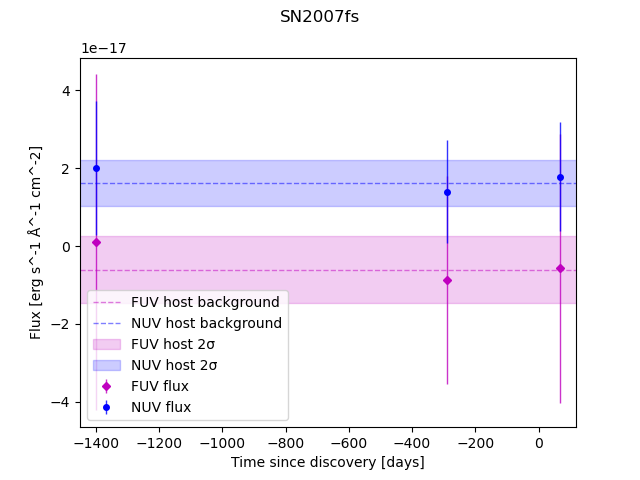 SN2007fs
1e−17
4
2
0
−2
−4
Flux [erg s^-1 Å^-1 cm^-2]
FUV host background
NUV host background
FUV host 2σ
NUV host 2σ
FUV flux
NUV flux
−1400 −1200 −1000 −800 −600 −400 −200 0
Time since discovery [days]